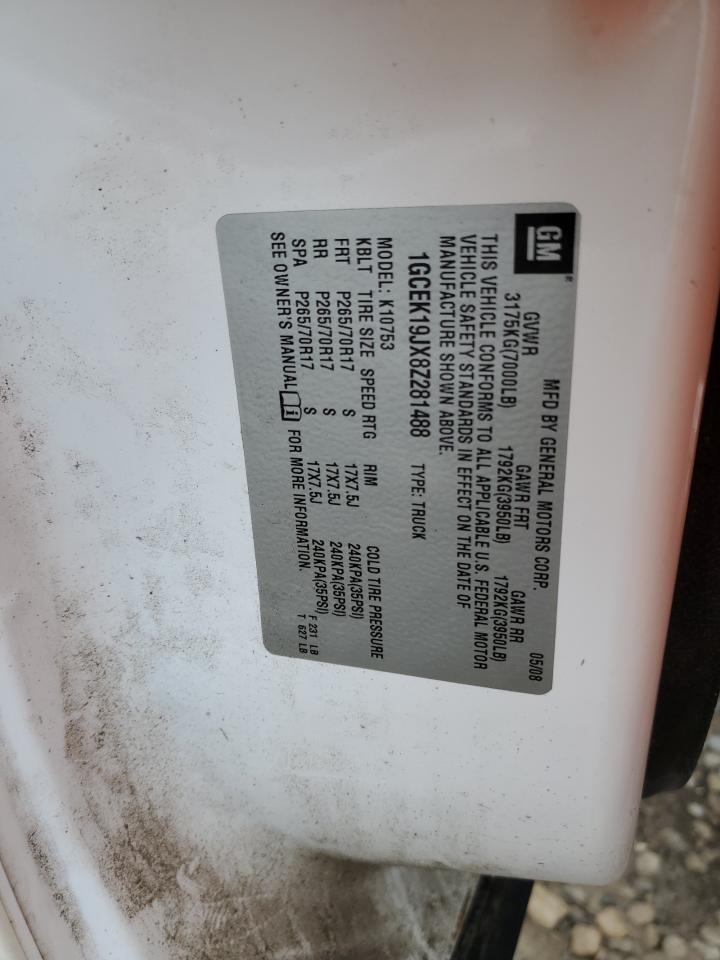 GM®
MFD BY GENERAL MOTORS CORP. 05/08
GVWR GAWR FRT GAWR RR
3175KG(7000LB) 1792KG(3950LB) 1792KG(3950LB)
THIS VEHICLE CONFORMS TO ALL APPLICABLE U.S. FEDERAL MOTOR
VEHICLE SAFETY STANDARDS IN EFFECT ON THE DATE OF
MANUFACTURE SHOWN ABOVE.
1GCEK19JX8Z281488 TYPE: TRUCK
MODEL: K10753
KBLT TIRE SIZE SPEED RTG RIM COLD TIRE PRESSURE
FRT P265/70R17 S 17X7.5J 240KPA(35PSI)
RR P265/70R17 S 17X7.5J 240KPA(35PSI)
SPA P265/70R17 S 17X7.5J 240KPA(35PSI)
SEE OWNER'S MANUAL FOR MORE INFORMATION.
F 231 LB
T 627 LB